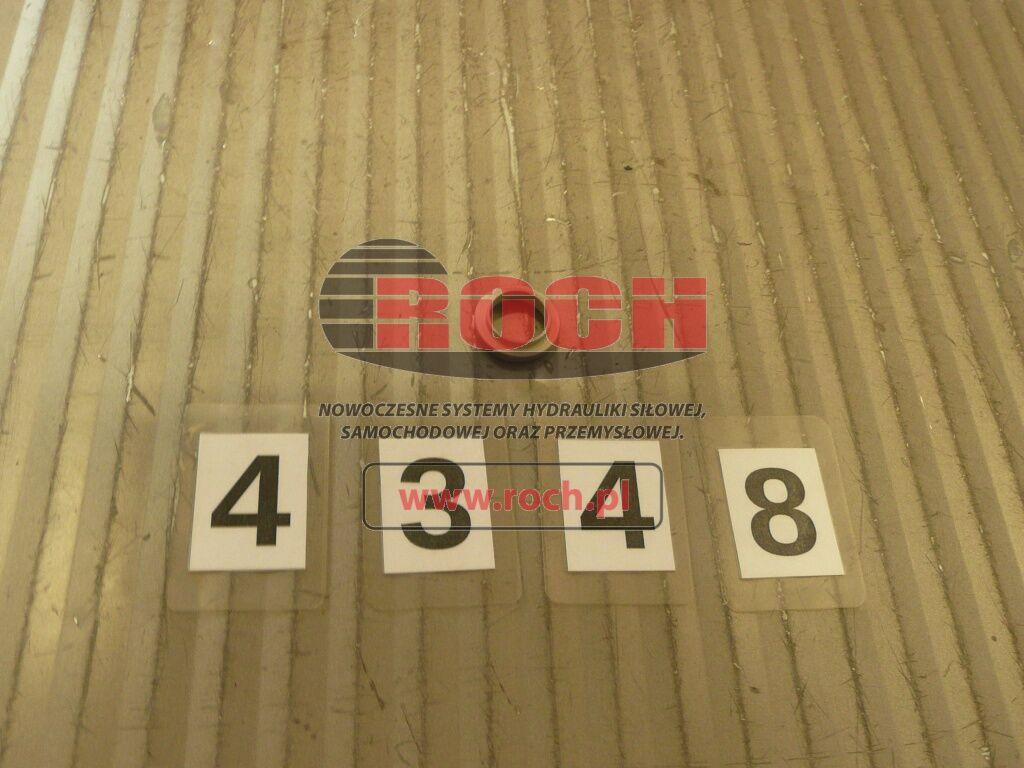 ROCH
NOWOCZESNE SYSTEMY HYDRAULIKI SIŁOWEJ,
SAMOCHODOWEJ ORAZ PRZEMYSŁOWEJ.
www.roch.pl
4 3 4 8